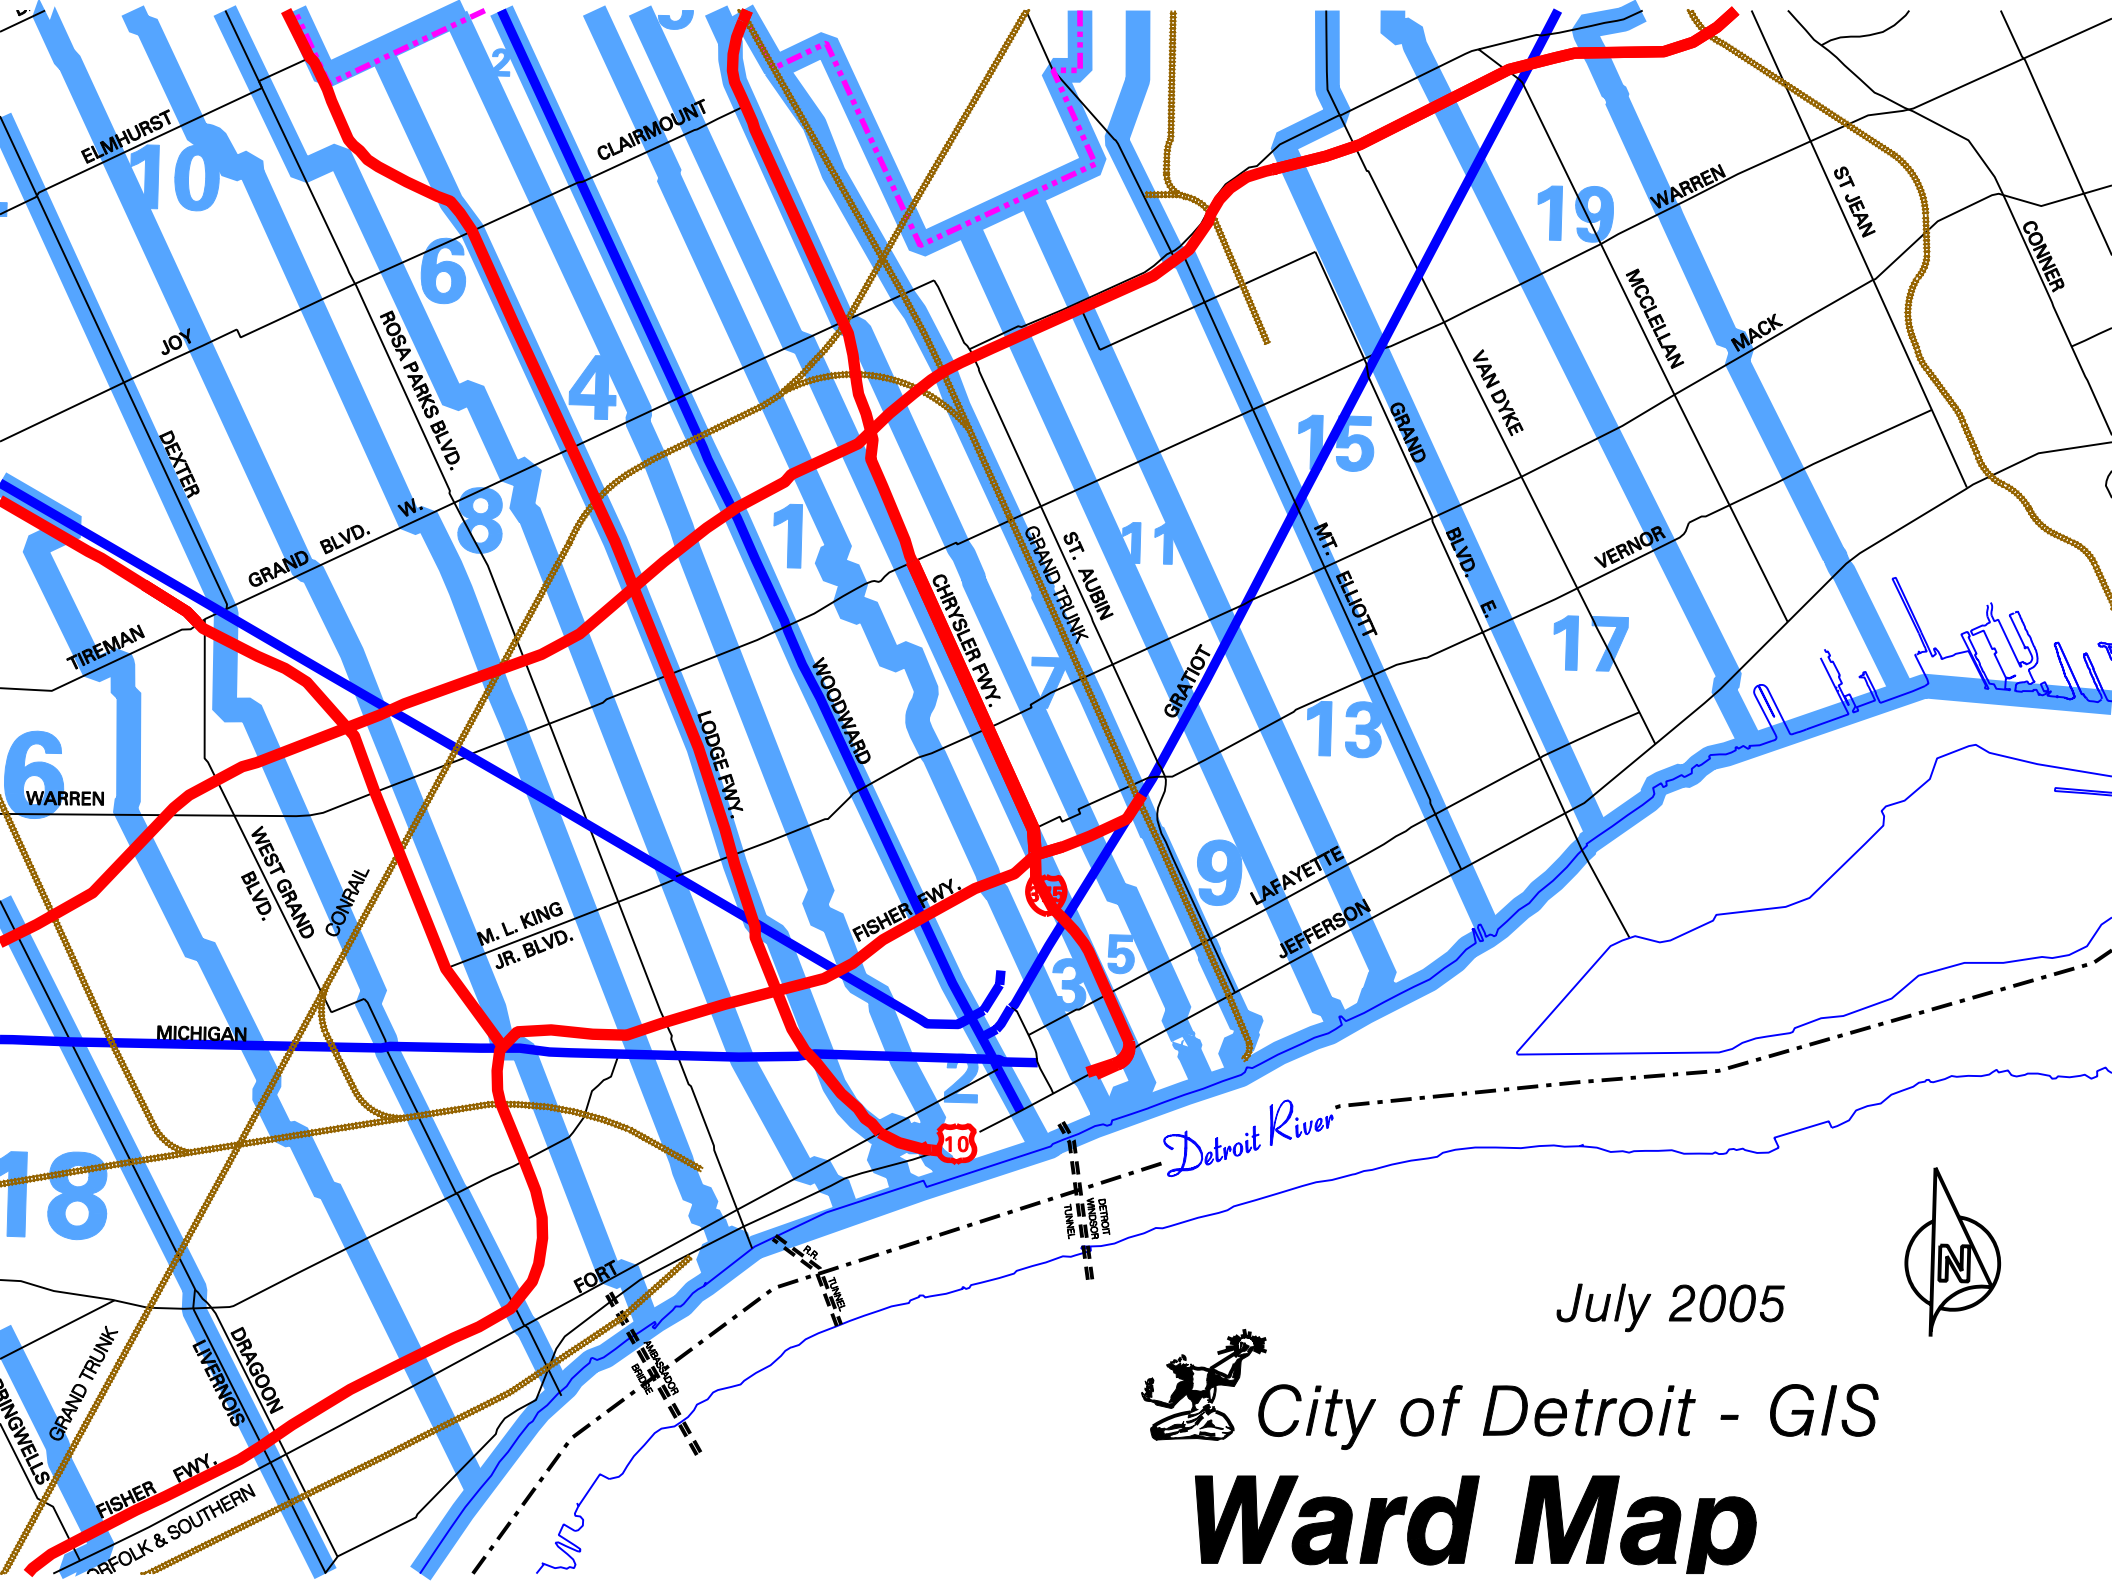 2
ELMHURST
CLAIRMOUNT
10
6
19
WARREN
ST JEAN
CONNER
JOY
ROSA PARKS BLVD.
MCCLELLAN
MACK
4
VAN DYKE
DEXTER
GRAND
BLVD.
E.
15
8
1
11
GRAND BLVD. W.
MT. ELLIOTT
VERNOR
GRAND TRUNK
ST. AUBIN
CHRYSLER FWY.
TIREMAN
WOODWARD
7
GRATIOT
17
13
LODGE FWY.
6
WARREN
WEST GRAND
BLVD.
CONRAIL
9
LAFAYETTE
JEFFERSON
M. L. KING
JR. BLVD.
FISHER FWY.
3
5
MICHIGAN
2
10
Detroit River
18
DETROIT
WINDSOR
TUNNEL
R.R.
TUNNEL
FORT
AMBASSADOR
BRIDGE
GRAND TRUNK
LIVERNOIS
DRAGOON
RINGWELLS
FISHER FWY.
ORFOLK & SOUTHERN
July 2005
N
City of Detroit - GIS
Ward Map